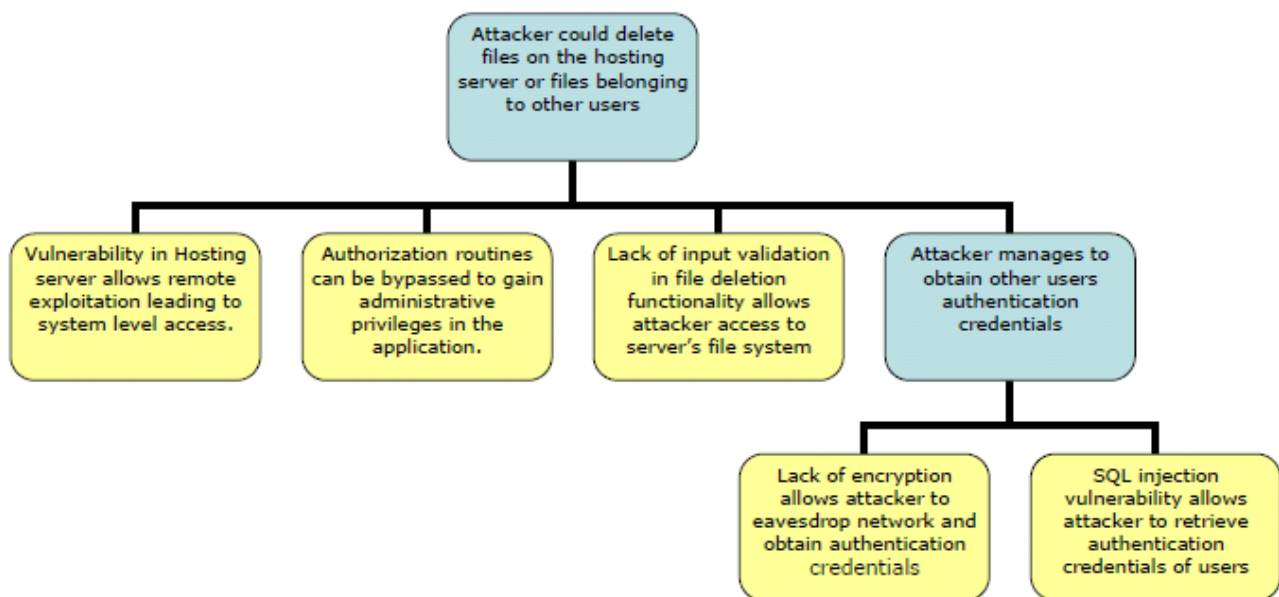 Attacker could delete
files on the hosting
server or files belonging
to other users
Vulnerability in Hosting
server allows remote
exploitation leading to
system level access.
Authorization routines
can be bypassed to gain
administrative
privileges in the
application.
Lack of input validation
in file deletion
functionality allows
attacker access to
server’s file system
Attacker manages to
obtain other users
authentication
credentials
Lack of encryption
allows attacker to
eavesdrop network and
obtain authentication
credentials
SQL injection
vulnerability allows
attacker to retrieve
authentication
credentials of users